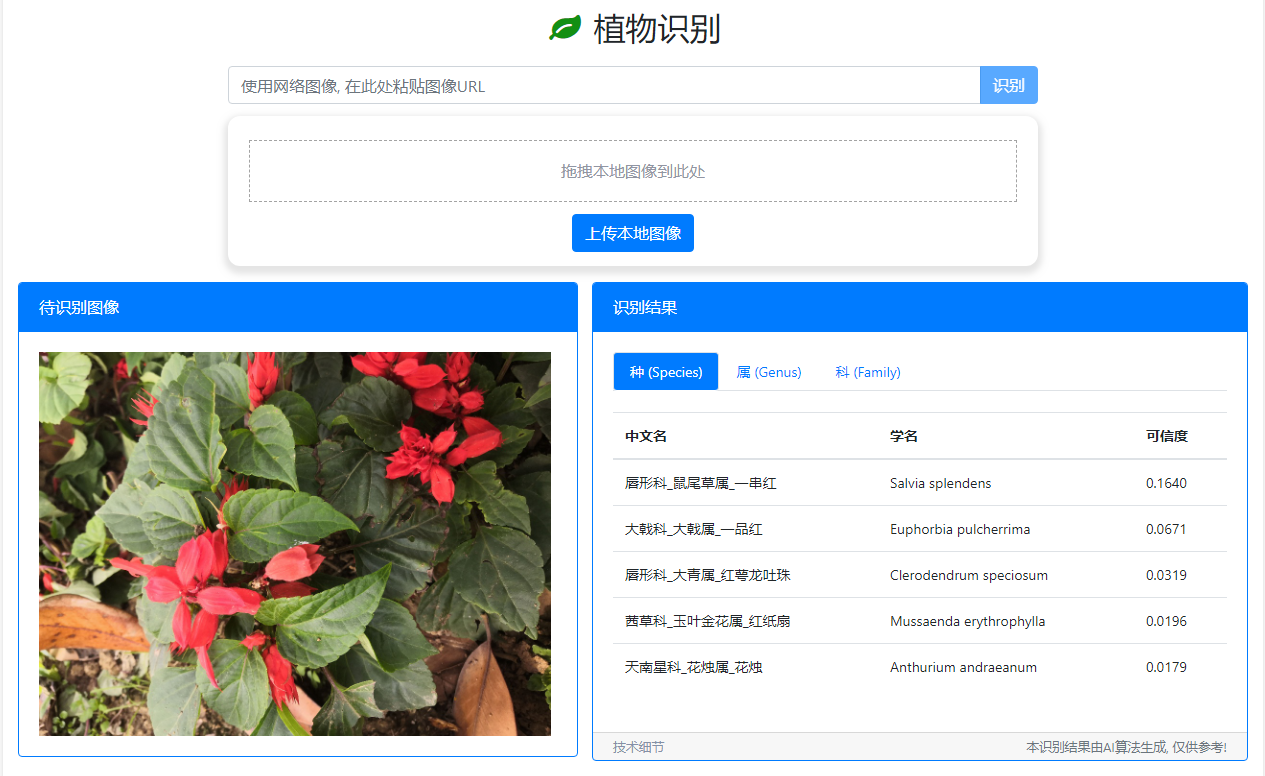 植物识别
使用网络图像, 在此处粘贴图像URL
识别
拖拽本地图像到此处
上传本地图像
待识别图像
识别结果
种 (Species) 属 (Genus) 科 (Family)
中文名 学名 可信度
唇形科_鼠尾草属_一串红 Salvia splendens 0.1640
大戟科_大戟属_一品红 Euphorbia pulcherrima 0.0671
唇形科_大青属_红萼龙吐珠 Clerodendrum speciosum 0.0319
茜草科_玉叶金花属_红纸扇 Mussaenda erythrophylla 0.0196
天南星科_花烛属_花烛 Anthurium andraeanum 0.0179
技术细节 本识别结果由AI算法生成, 仅供参考!